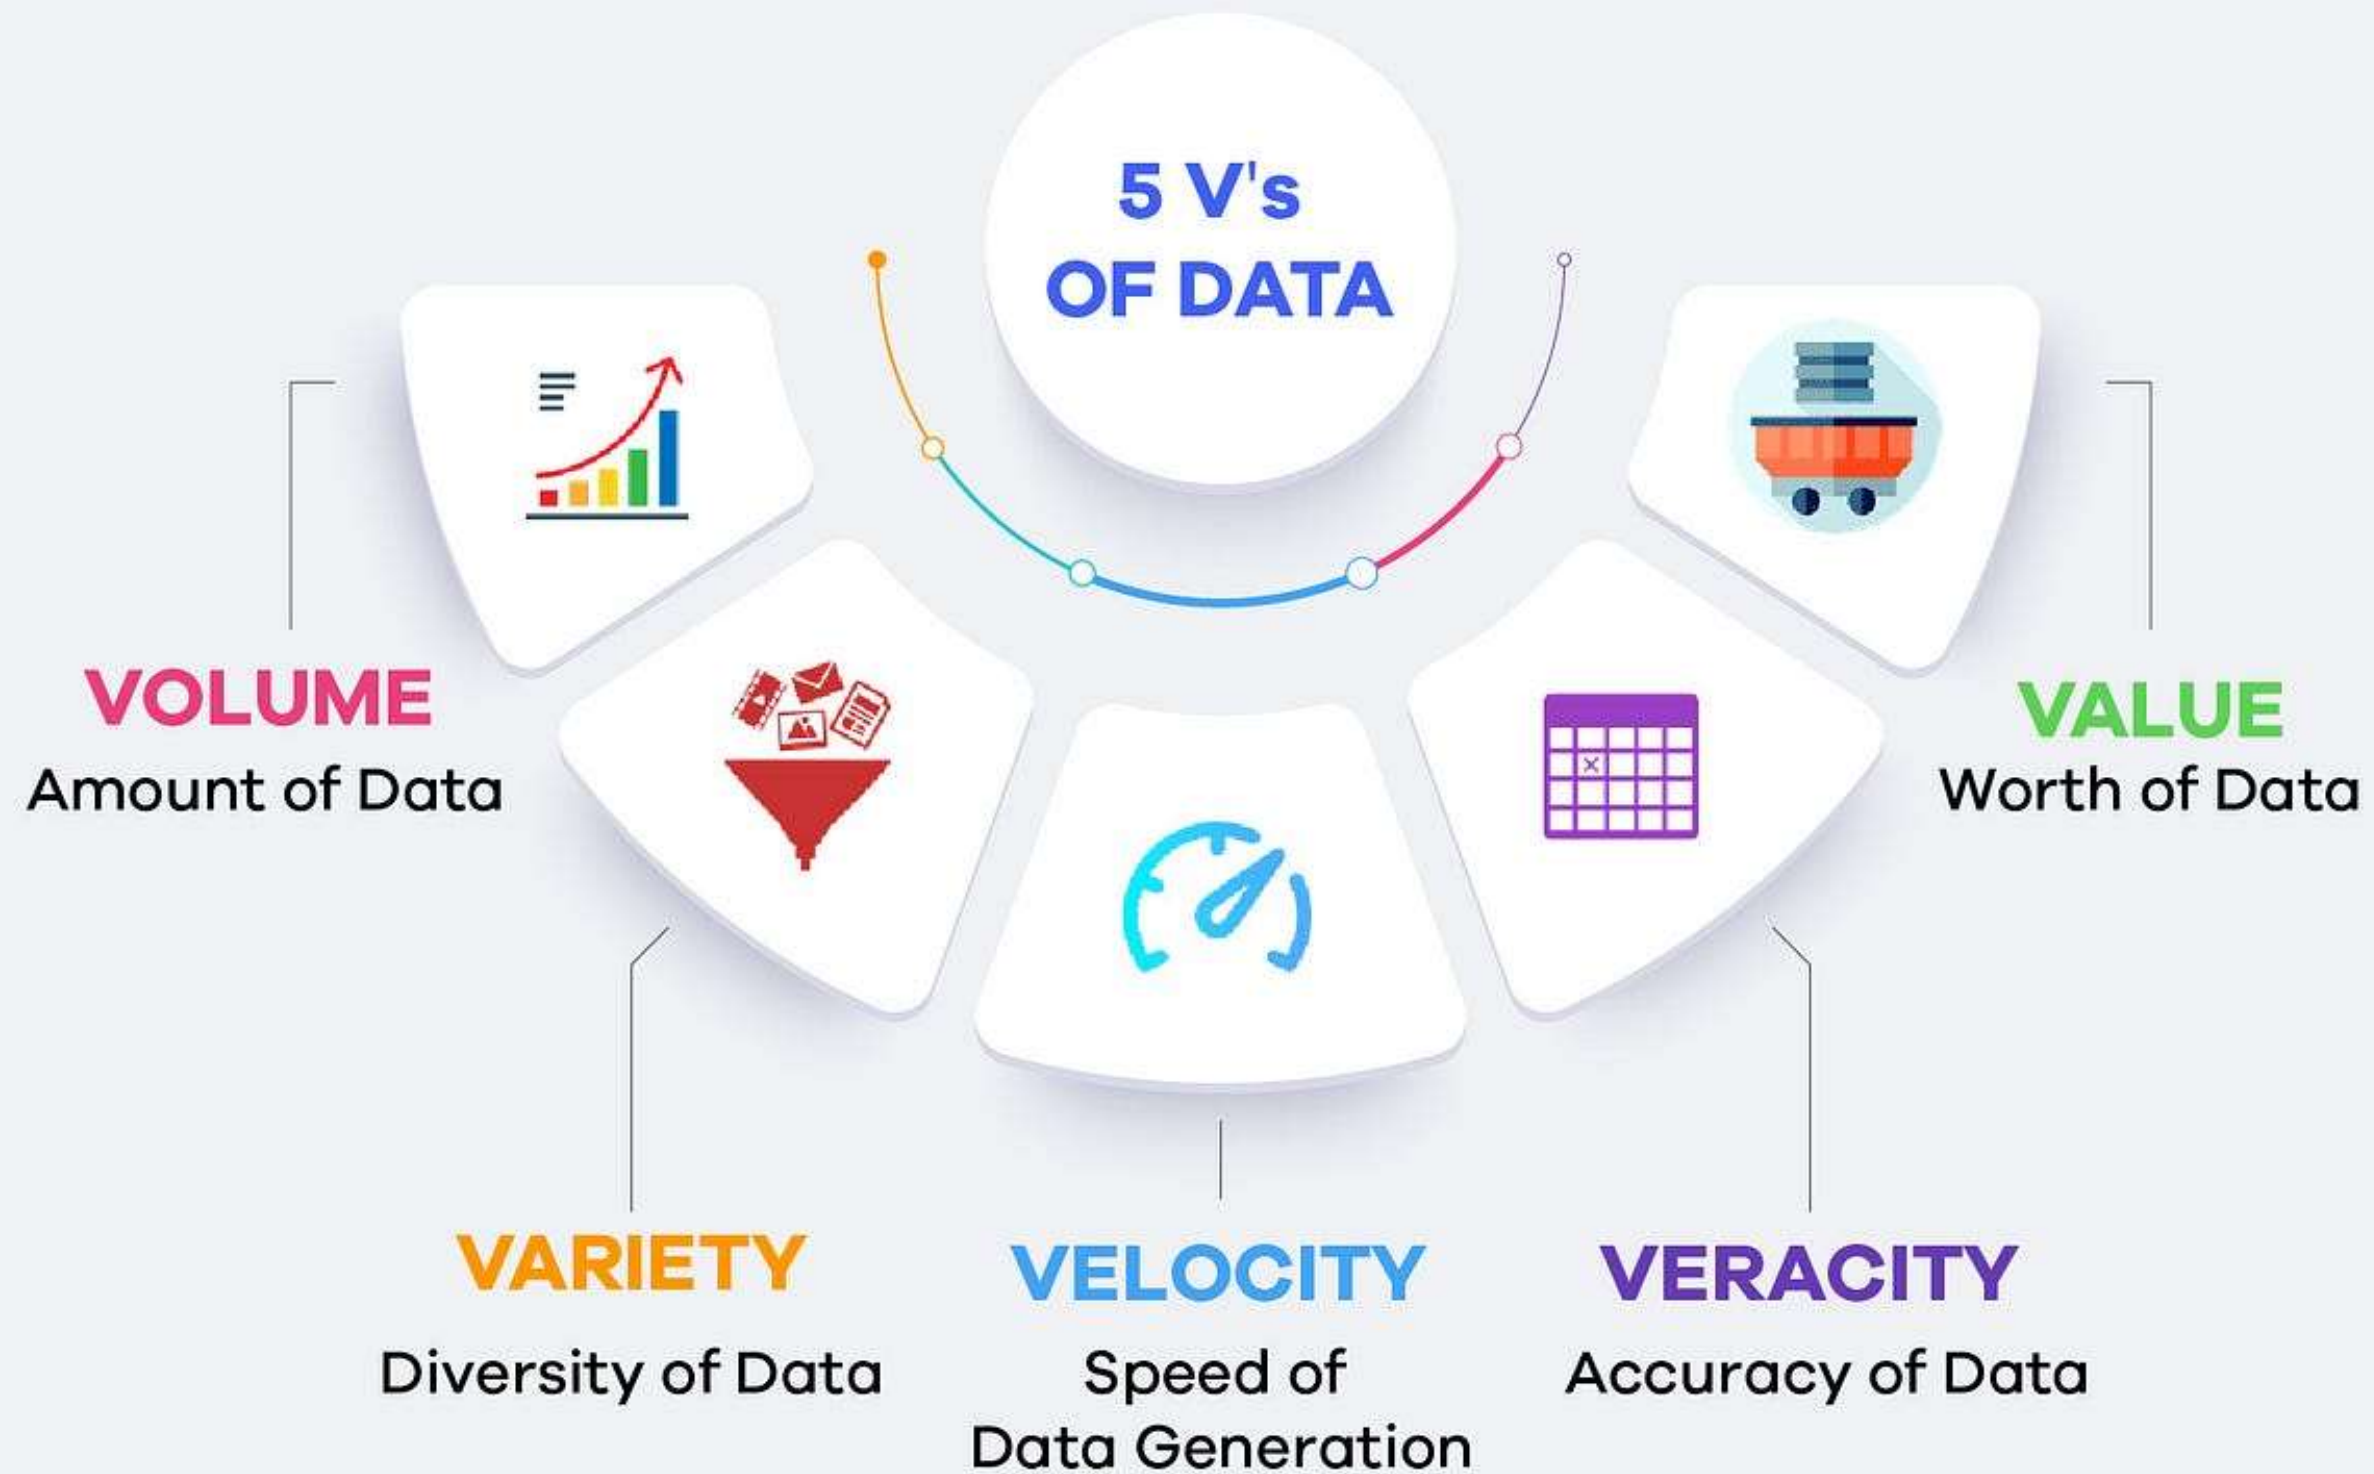 5 V's
OF DATA
VOLUME
Amount of Data
VARIETY
Diversity of Data
VELOCITY
Speed of
Data Generation
VERACITY
Accuracy of Data
VALUE
Worth of Data